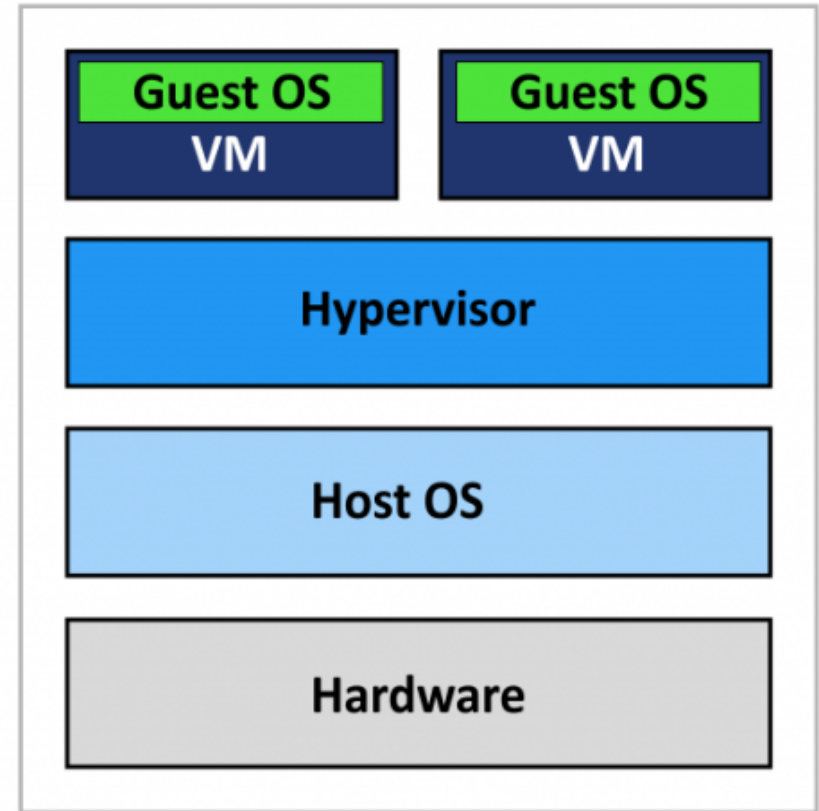 Guest OS
VM
Guest OS
VM
Hypervisor
Host OS
Hardware